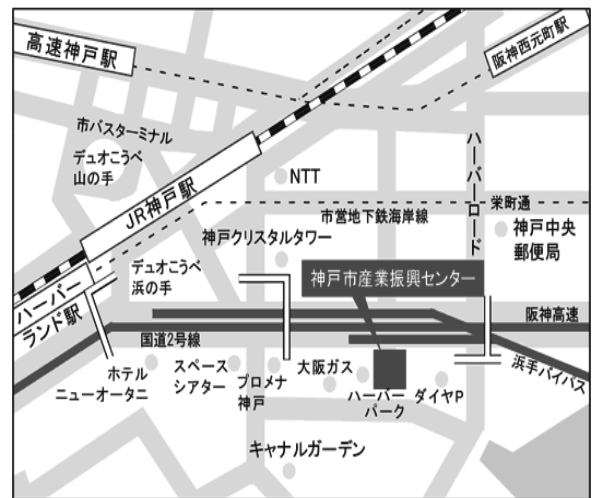 高速神戸駅
阪神西元町駅
市バスターミナル
デュオこうべ
山の手
JR神戸駅
NTT
ハーバーロード
栄町通
市営地下鉄海岸線
神戸中央
郵便局
神戸クリスタルタワー
デュオこうべ
浜の手
神戸市産業振興センター
ハーバー
ランド駅
阪神高速
国道2号線
浜手バイパス
ホテル
ニューオータニ
スペース
シアター
プロメナ
神戸
大阪ガス
ハーバー
パーク
ダイヤP
キャナルガーデン